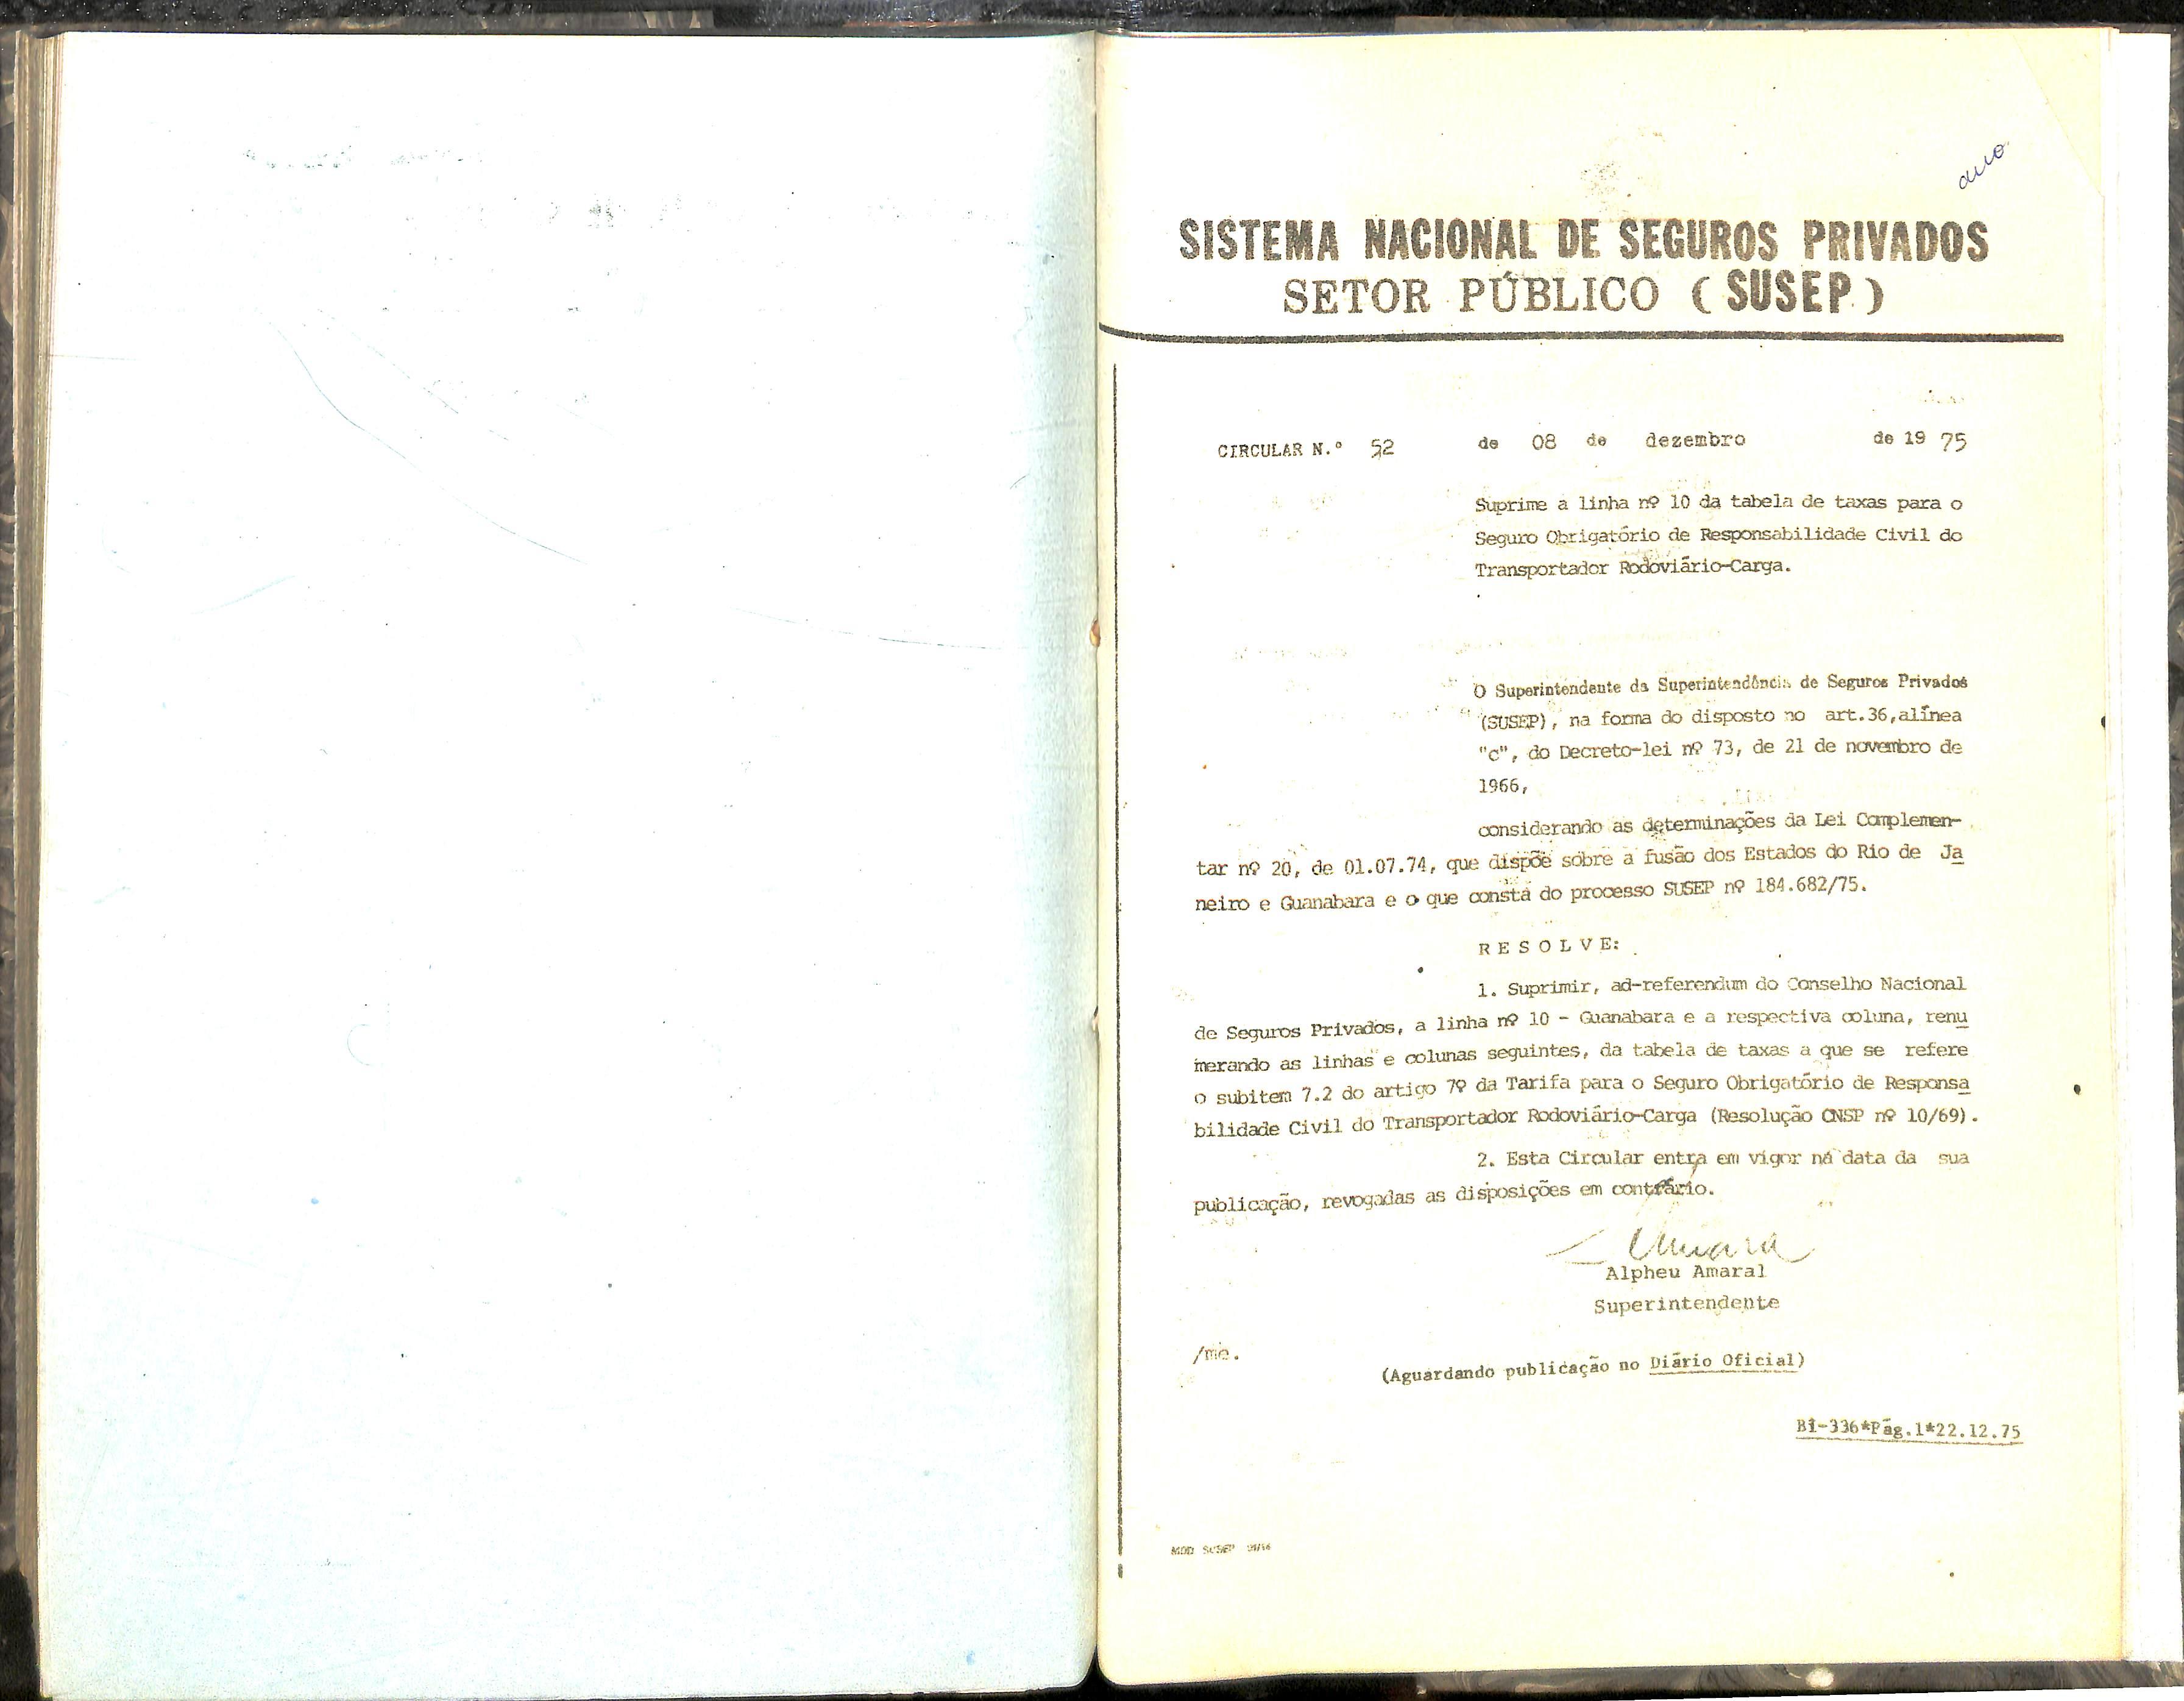 SISTEMA NACIONAL DE SEGUROS PRIVADOS
SETOR PÚBLICO ( SUSEP )
CIRCULAR N.º 52 de 08 de dezembro de 19 75
Suprime a linha nº 10 da tabela de taxas para o
Seguro Obrigatório de Responsabilidade Civil do
Transportador Rodoviário-Carga.
O Superintendente da Superintendência de Seguros Privados
(SUSEP), na forma do disposto no art.36,alínea
"c", do Decreto-lei nº 73, de 21 de novembro de
1966,
considerando as determinações da Lei Complemen-
tar nº 20, de 01.07.74, que dispõe sobre a fusão dos Estados do Rio de Ja
neiro e Guanabara e o que consta do processo SUSEP nº 184.682/75.
R E S O L V E:
1. Suprimir, ad-referendum do Conselho Nacional
de Seguros Privados, a linha nº 10 - Guanabara e a respectiva coluna, renu
merando as linhas e colunas seguintes, da tabela de taxas a que se refere
o subitem 7.2 do artigo 7º da Tarifa para o Seguro Obrigatório de Responsa
bilidade Civil do Transportador Rodoviário-Carga (Resolução CNSP nº 10/69).
2. Esta Circular entra em vigor na data da sua
publicação, revogadas as disposições em contrário.
Alpheu Amaral
Superintendente
/mo.
(Aguardando publicação no Diário Oficial)
BI-336*Pág.1*22.12.75
MOD SUSEP